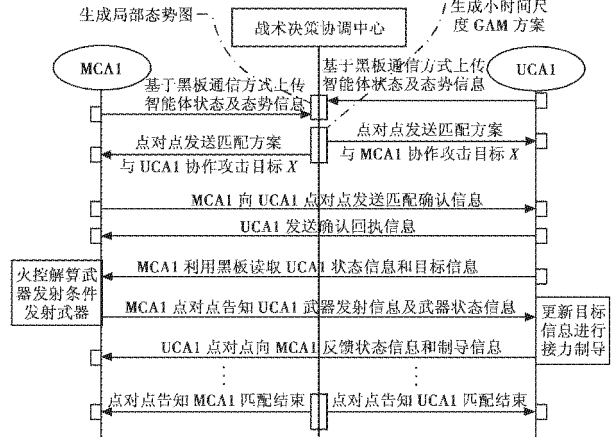 生成局部态势图
生成小时间尺
度 GAM 方案
战术决策协调中心
MCA1
UCA1
基于黑板通信方式上传
智能体状态及态势信息
基于黑板通信方式上传
智能体状态及态势信息
点对点发送匹配方案
与 UCA1 协作攻击目标 X
点对点发送匹配方案
与 MCA1 协作攻击目标 X
MCA1 向 UCA1 点对点发送匹配确认信息
UCA1 发送确认回执信息
MCA1 利用黑板读取 UCA1 状态信息和目标信息
火控解算武
器发射条件
发射武器
MCA1 点对点告知 UCA1 武器发射信息及武器状态信息
更新目标
信息进行
接力制导
UCA1 点对点向 MCA1 反馈状态信息和制导信息
点对点告知 MCA1 匹配结束
点对点告知 UCA1 匹配结束